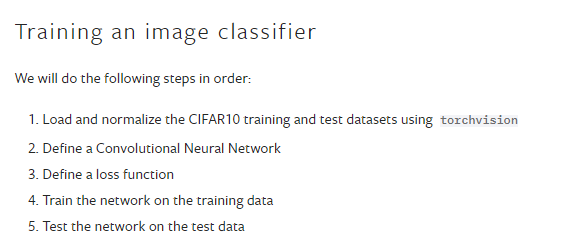 Training an image classifier
We will do the following steps in order:
1. Load and normalize the CIFAR10 training and test datasets using torchvision
2. Define a Convolutional Neural Network
3. Define a loss function
4. Train the network on the training data
5. Test the network on the test data